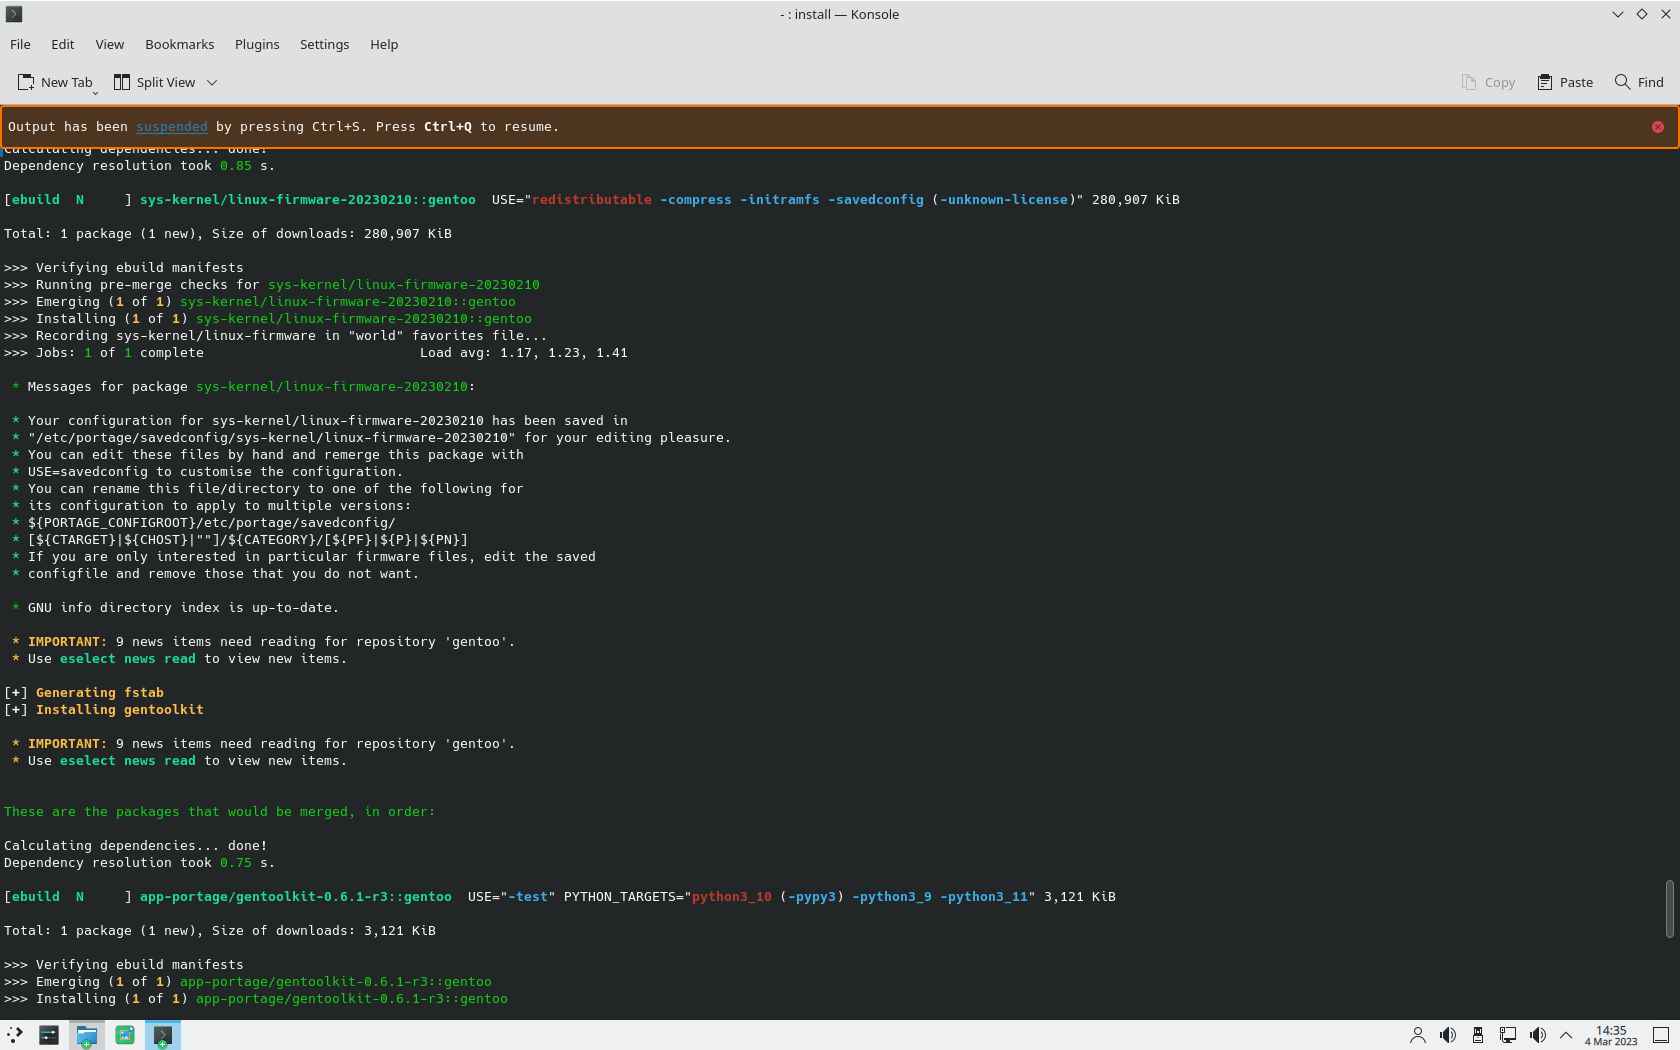 - : install — Konsole
File Edit View Bookmarks Plugins Settings Help
New Tab Split View Copy Paste Find
Output has been suspended by pressing Ctrl+S. Press Ctrl+Q to resume.
Calculating dependencies... done!
Dependency resolution took 0.85 s.
[ebuild  N     ] sys-kernel/linux-firmware-20230210::gentoo  USE="redistributable -compress -initramfs -savedconfig (-unknown-license)" 280,907 KiB
Total: 1 package (1 new), Size of downloads: 280,907 KiB
>>> Verifying ebuild manifests
>>> Running pre-merge checks for sys-kernel/linux-firmware-20230210
>>> Emerging (1 of 1) sys-kernel/linux-firmware-20230210::gentoo
>>> Installing (1 of 1) sys-kernel/linux-firmware-20230210::gentoo
>>> Recording sys-kernel/linux-firmware in "world" favorites file...
>>> Jobs: 1 of 1 complete                           Load avg: 1.17, 1.23, 1.41
* Messages for package sys-kernel/linux-firmware-20230210:
* Your configuration for sys-kernel/linux-firmware-20230210 has been saved in
* "/etc/portage/savedconfig/sys-kernel/linux-firmware-20230210" for your editing pleasure.
* You can edit these files by hand and remerge this package with
* USE=savedconfig to customise the configuration.
* You can rename this file/directory to one of the following for
* its configuration to apply to multiple versions:
* ${PORTAGE_CONFIGROOT}/etc/portage/savedconfig/
* [${CTARGET}|${CHOST}|""]/${CATEGORY}/[${PF}|${P}|${PN}]
* If you are only interested in particular firmware files, edit the saved
* configfile and remove those that you do not want.
* GNU info directory index is up-to-date.
* IMPORTANT: 9 news items need reading for repository 'gentoo'.
* Use eselect news read to view new items.
[+] Generating fstab
[+] Installing gentoolkit
* IMPORTANT: 9 news items need reading for repository 'gentoo'.
* Use eselect news read to view new items.
These are the packages that would be merged, in order:
Calculating dependencies... done!
Dependency resolution took 0.75 s.
[ebuild  N     ] app-portage/gentoolkit-0.6.1-r3::gentoo  USE="-test" PYTHON_TARGETS="python3_10 (-pypy3) -python3_9 -python3_11" 3,121 KiB
Total: 1 package (1 new), Size of downloads: 3,121 KiB
>>> Verifying ebuild manifests
>>> Emerging (1 of 1) app-portage/gentoolkit-0.6.1-r3::gentoo
>>> Installing (1 of 1) app-portage/gentoolkit-0.6.1-r3::gentoo
14:35
4 Mar 2023